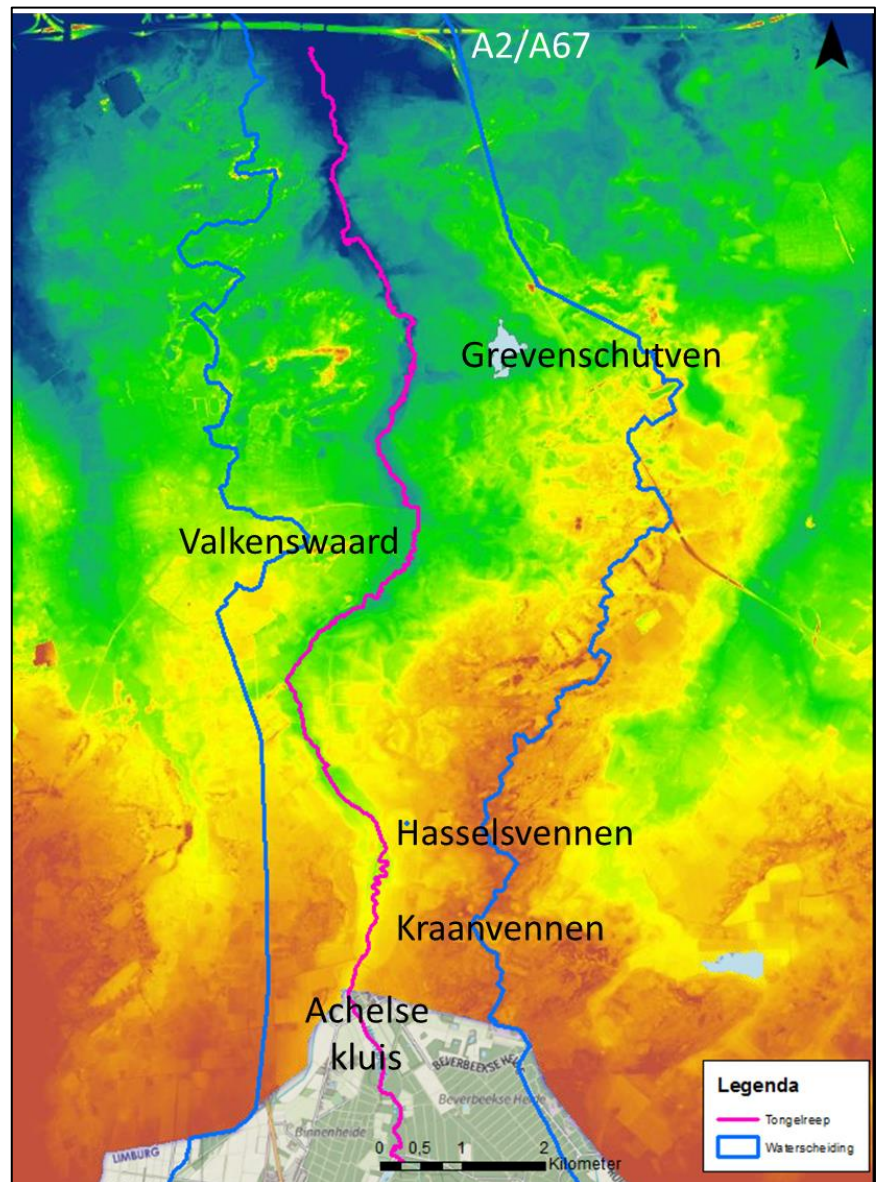 A2/A67
Grevenschutven
Valkenswaard
Hasselsvennen
Kraanvennen
Achelse
kluis
BEVERBEEKSE HEIDE
Beverbeekse Heide
Binnenheide
LIMBURG
0 0,5 1 2
Kilometer
Legenda
Tongelreep
Waterscheiding